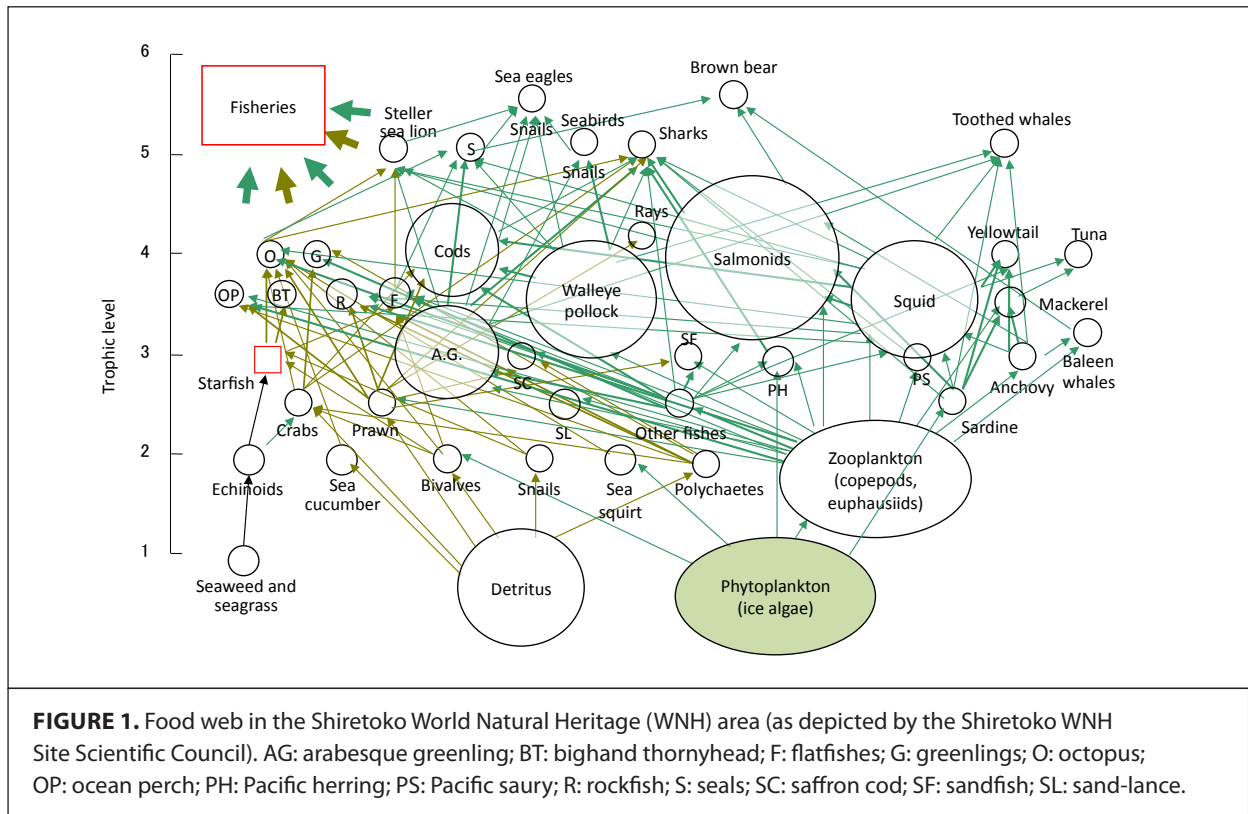 6
Fisheries
Sea eagles
Brown bear
Steller
sea lion
Snails
Seabirds
Sharks
Toothed whales
5
S
Snails
Rays
Yellowtail
Tuna
4
O
G
Cods
Walleye
pollock
Salmonids
Squid
Mackerel
OP
BT
R
F
Trophic level
3
Starfish
A.G.
SC
SF
PH
PS
Anchovy
Baleen
whales
Crabs
Prawn
SL
Other fishes
Sardine
2
Echinoids
Sea
cucumber
Bivalves
Snails
Sea
squirt
Polychaetes
Zooplankton
(copepods,
euphausiids)
1
Seaweed and
seagrass
Detritus
Phytoplankton
(ice algae)
FIGURE 1. Food web in the Shiretoko World Natural Heritage (WNH) area (as depicted by the Shiretoko WNH
Site Scientific Council). AG: arabesque greenling; BT: bighand thornyhead; F: flatfishes; G: greenlings; O: octopus;
OP: ocean perch; PH: Pacific herring; PS: Pacific saury; R: rockfish; S: seals; SC: saffron cod; SF: sandfish; SL: sand-lance.